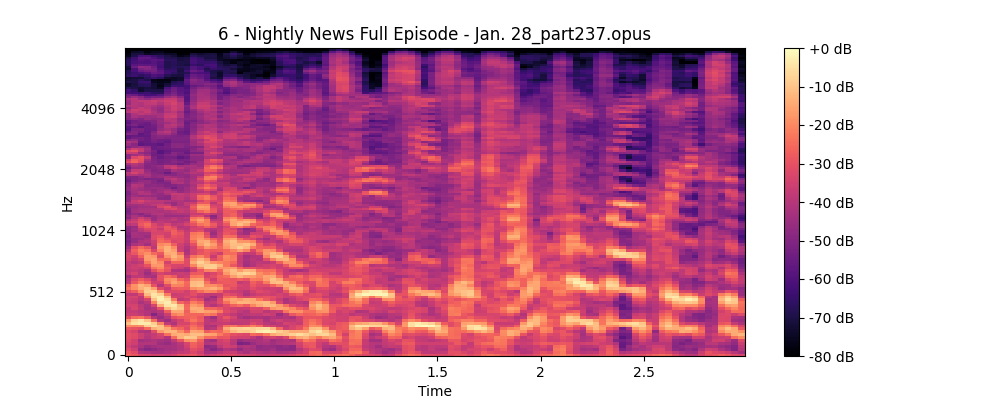 6 - Nightly News Full Episode - Jan. 28_part237.opus
+0 dB
-10 dB
-20 dB
-30 dB
-40 dB
-50 dB
-60 dB
-70 dB
-80 dB
4096
2048
1024
512
0
Hz
0
0.5
1
1.5
2
2.5
Time